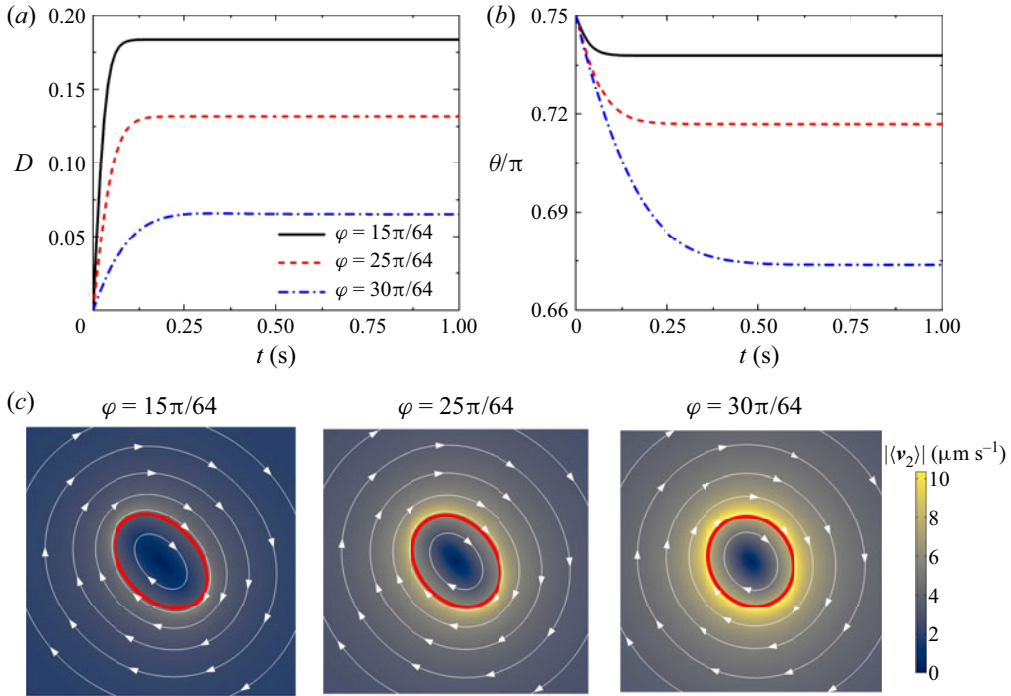 (a)
0.20
0.15
0.10
0.05
D
φ = 15π/64
φ = 25π/64
φ = 30π/64
0
0.25
0.50
0.75
1.00
t (s)
(b)
0.75
0.72
0.69
0.66
θ/π
0
0.25
0.50
0.75
1.00
t (s)
(c)
φ = 15π/64
φ = 25π/64
φ = 30π/64
|⟨v₂⟩| (μm s⁻¹)
10
8
6
4
2
0